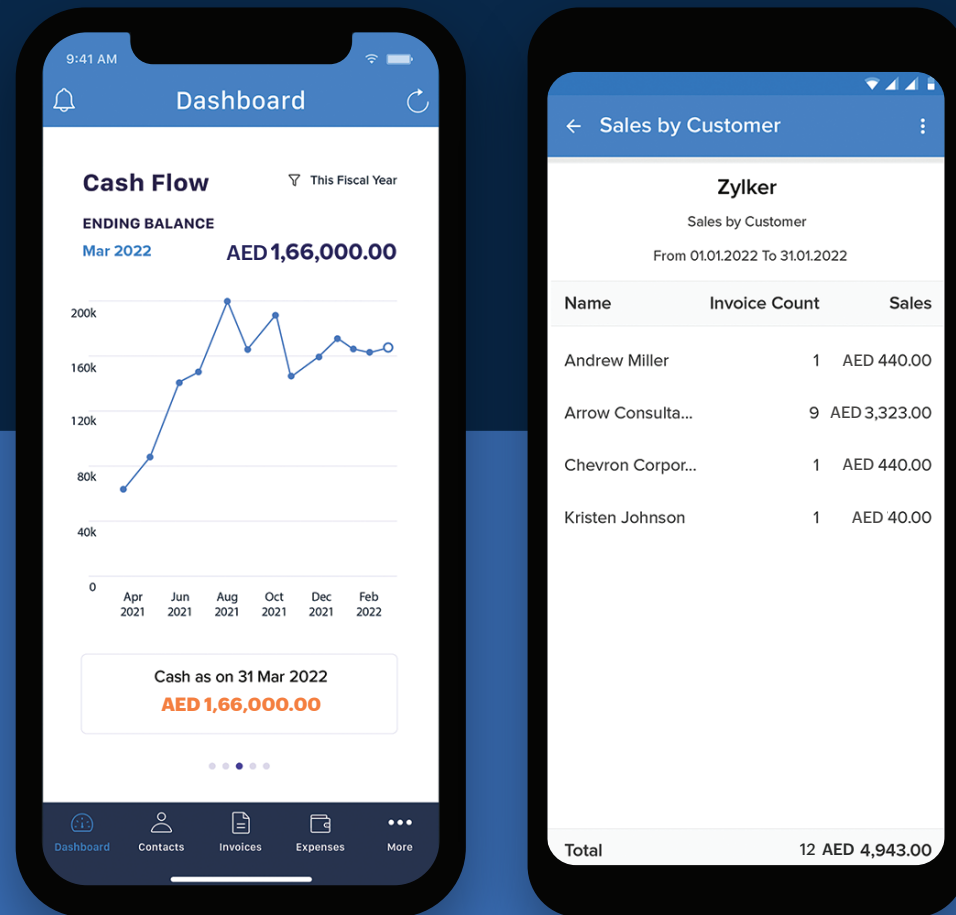 9:41 AM
Dashboard
Cash Flow
This Fiscal Year
ENDING BALANCE
Mar 2022
AED 1,66,000.00
200k
160k
120k
80k
40k
0
Apr 2021
Jun 2021
Aug 2021
Oct 2021
Dec 2021
Feb 2022
Cash as on 31 Mar 2022
AED 1,66,000.00
Dashboard
Contacts
Invoices
Expenses
More
Sales by Customer
Zylker
Sales by Customer
From 01.01.2022 To 31.01.2022
Name Invoice Count Sales
Andrew Miller 1 AED 440.00
Arrow Consulta... 9 AED 3,323.00
Chevron Corpor... 1 AED 440.00
Kristen Johnson 1 AED 40.00
Total 12 AED 4,943.00